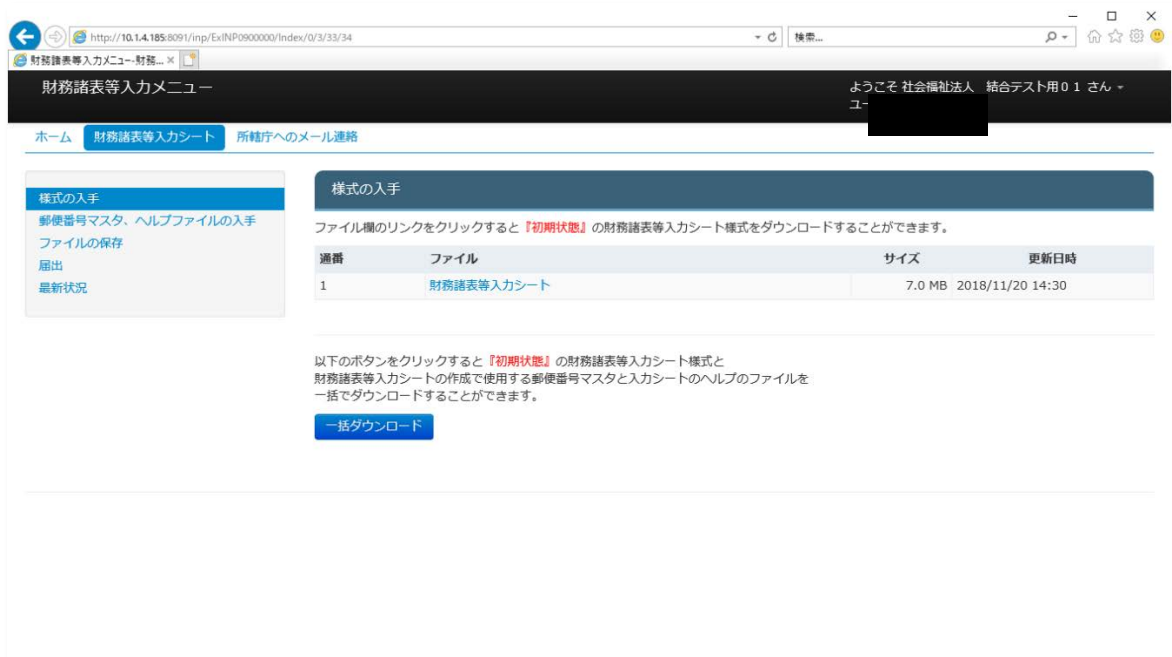 http://10.1.4.185:8091/inp/ExINP0900000/Index/0/3/33/34
検索...
財務諸表等入力メニュー-財務...
財務諸表等入力メニュー
ようこそ 社会福祉法人 結合テスト用01 さん
ユー
ホーム 財務諸表等入力シート 所轄庁へのメール連絡
様式の入手
郵便番号マスタ、ヘルプファイルの入手
ファイルの保存
届出
最新状況
様式の入手
ファイル欄のリンクをクリックすると『初期状態』の財務諸表等入力シート様式をダウンロードすることができます。
通番 ファイル サイズ 更新日時
1 財務諸表等入力シート 7.0 MB 2018/11/20 14:30
以下のボタンをクリックすると『初期状態』の財務諸表等入力シート様式と
財務諸表等入力シートの作成で使用する郵便番号マスタと入力シートのヘルプのファイルを
一括でダウンロードすることができます。
一括ダウンロード